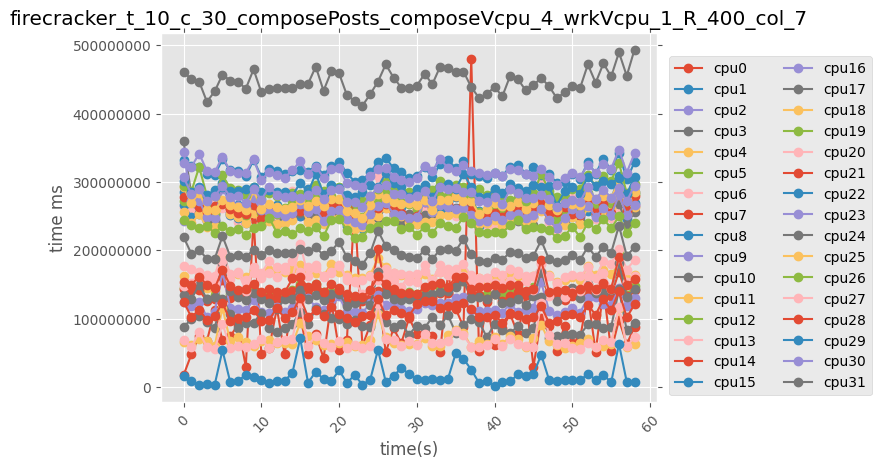 firecracker_t_10_c_30_composePosts_composeVcpu_4_wrkVcpu_1_R_400_col_7
500000000
400000000
300000000
200000000
100000000
0
time ms
0
10
20
30
40
50
60
time(s)
cpu0
cpu1
cpu2
cpu3
cpu4
cpu5
cpu6
cpu7
cpu8
cpu9
cpu10
cpu11
cpu12
cpu13
cpu14
cpu15
cpu16
cpu17
cpu18
cpu19
cpu20
cpu21
cpu22
cpu23
cpu24
cpu25
cpu26
cpu27
cpu28
cpu29
cpu30
cpu31